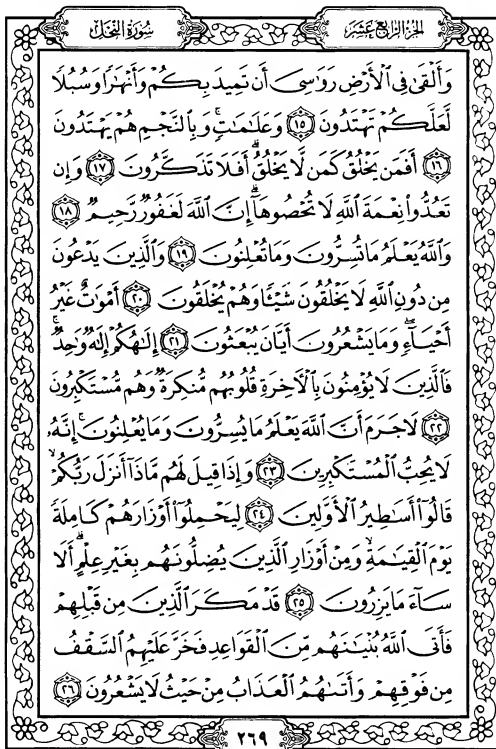 الجزء الرابع عشر
سورة النحل
وَأَلْقَىٰ فِي الْأَرْضِ رَوَاسِيَ أَن تَمِيدَ بِكُمْ وَأَنْهَارًا وَسُبُلًا
لَّعَلَّكُمْ تَهْتَدُونَ ١٥ وَعَلَامَاتٍ ۚ وَبِالنَّجْمِ هُمْ يَهْتَدُونَ
١٦ أَفَمَن يَخْلُقُ كَمَن لَّا يَخْلُقُ ۗ أَفَلَا تَذَكَّرُونَ ١٧ وَإِن
تَعُدُّوا نِعْمَةَ اللَّهِ لَا تُحْصُوهَا ۗ إِنَّ اللَّهَ لَغَفُورٌ رَّحِيمٌ ١٨
وَاللَّهُ يَعْلَمُ مَا تُسِرُّونَ وَمَا تُعْلِنُونَ ١٩ وَالَّذِينَ يَدْعُونَ
مِن دُونِ اللَّهِ لَا يَخْلُقُونَ شَيْئًا وَهُمْ يُخْلَقُونَ ٢٠ أَمْوَاتٌ غَيْرُ
أَحْيَاءٍ ۖ وَمَا يَشْعُرُونَ أَيَّانَ يُبْعَثُونَ ٢١ إِلَٰهُكُمْ إِلَٰهٌ وَاحِدٌ ۚ
فَالَّذِينَ لَا يُؤْمِنُونَ بِالْآخِرَةِ قُلُوبُهُم مُّنكِرَةٌ وَهُم مُّسْتَكْبِرُونَ
٢٢ لَا جَرَمَ أَنَّ اللَّهَ يَعْلَمُ مَا يُسِرُّونَ وَمَا يُعْلِنُونَ ۚ إِنَّهُ
لَا يُحِبُّ الْمُسْتَكْبِرِينَ ٢٣ وَإِذَا قِيلَ لَهُم مَّاذَا أَنزَلَ رَبُّكُمْ ۙ
قَالُوا أَسَاطِيرُ الْأَوَّلِينَ ٢٤ لِيَحْمِلُوا أَوْزَارَهُمْ كَامِلَةً
يَوْمَ الْقِيَامَةِ ۙ وَمِنْ أَوْزَارِ الَّذِينَ يُضِلُّونَهُم بِغَيْرِ عِلْمٍ ۗ أَلَا
سَاءَ مَا يَزِرُونَ ٢٥ قَدْ مَكَرَ الَّذِينَ مِن قَبْلِهِمْ
فَأَتَى اللَّهُ بُنْيَانَهُم مِّنَ الْقَوَاعِدِ فَخَرَّ عَلَيْهِمُ السَّقْفُ
مِن فَوْقِهِمْ وَأَتَاهُمُ الْعَذَابُ مِنْ حَيْثُ لَا يَشْعُرُونَ ٢٦
٢٦٩